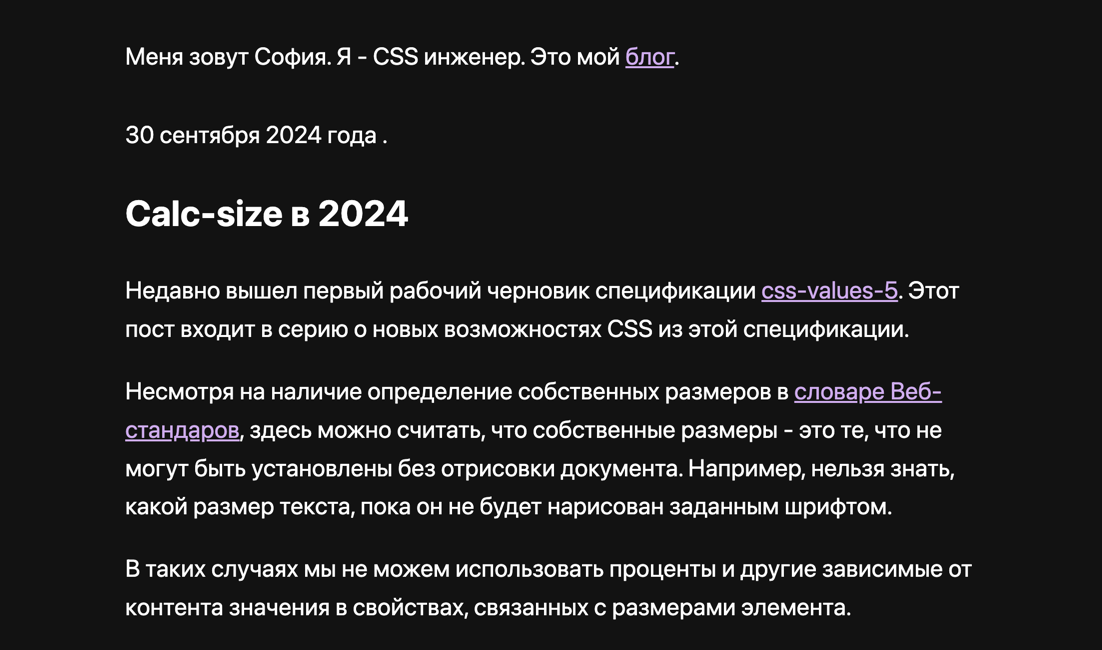 Меня зовут София. Я - CSS инженер. Это мой блог.
30 сентября 2024 года .
Calc-size в 2024
Недавно вышел первый рабочий черновик спецификации css-values-5. Этот
пост входит в серию о новых возможностях CSS из этой спецификации.
Несмотря на наличие определение собственных размеров в словаре Веб-
стандаров, здесь можно считать, что собственные размеры - это те, что не
могут быть установлены без отрисовки документа. Например, нельзя знать,
какой размер текста, пока он не будет нарисован заданным шрифтом.
В таких случаях мы не можем использовать проценты и другие зависимые от
контента значения в свойствах, связанных с размерами элемента.